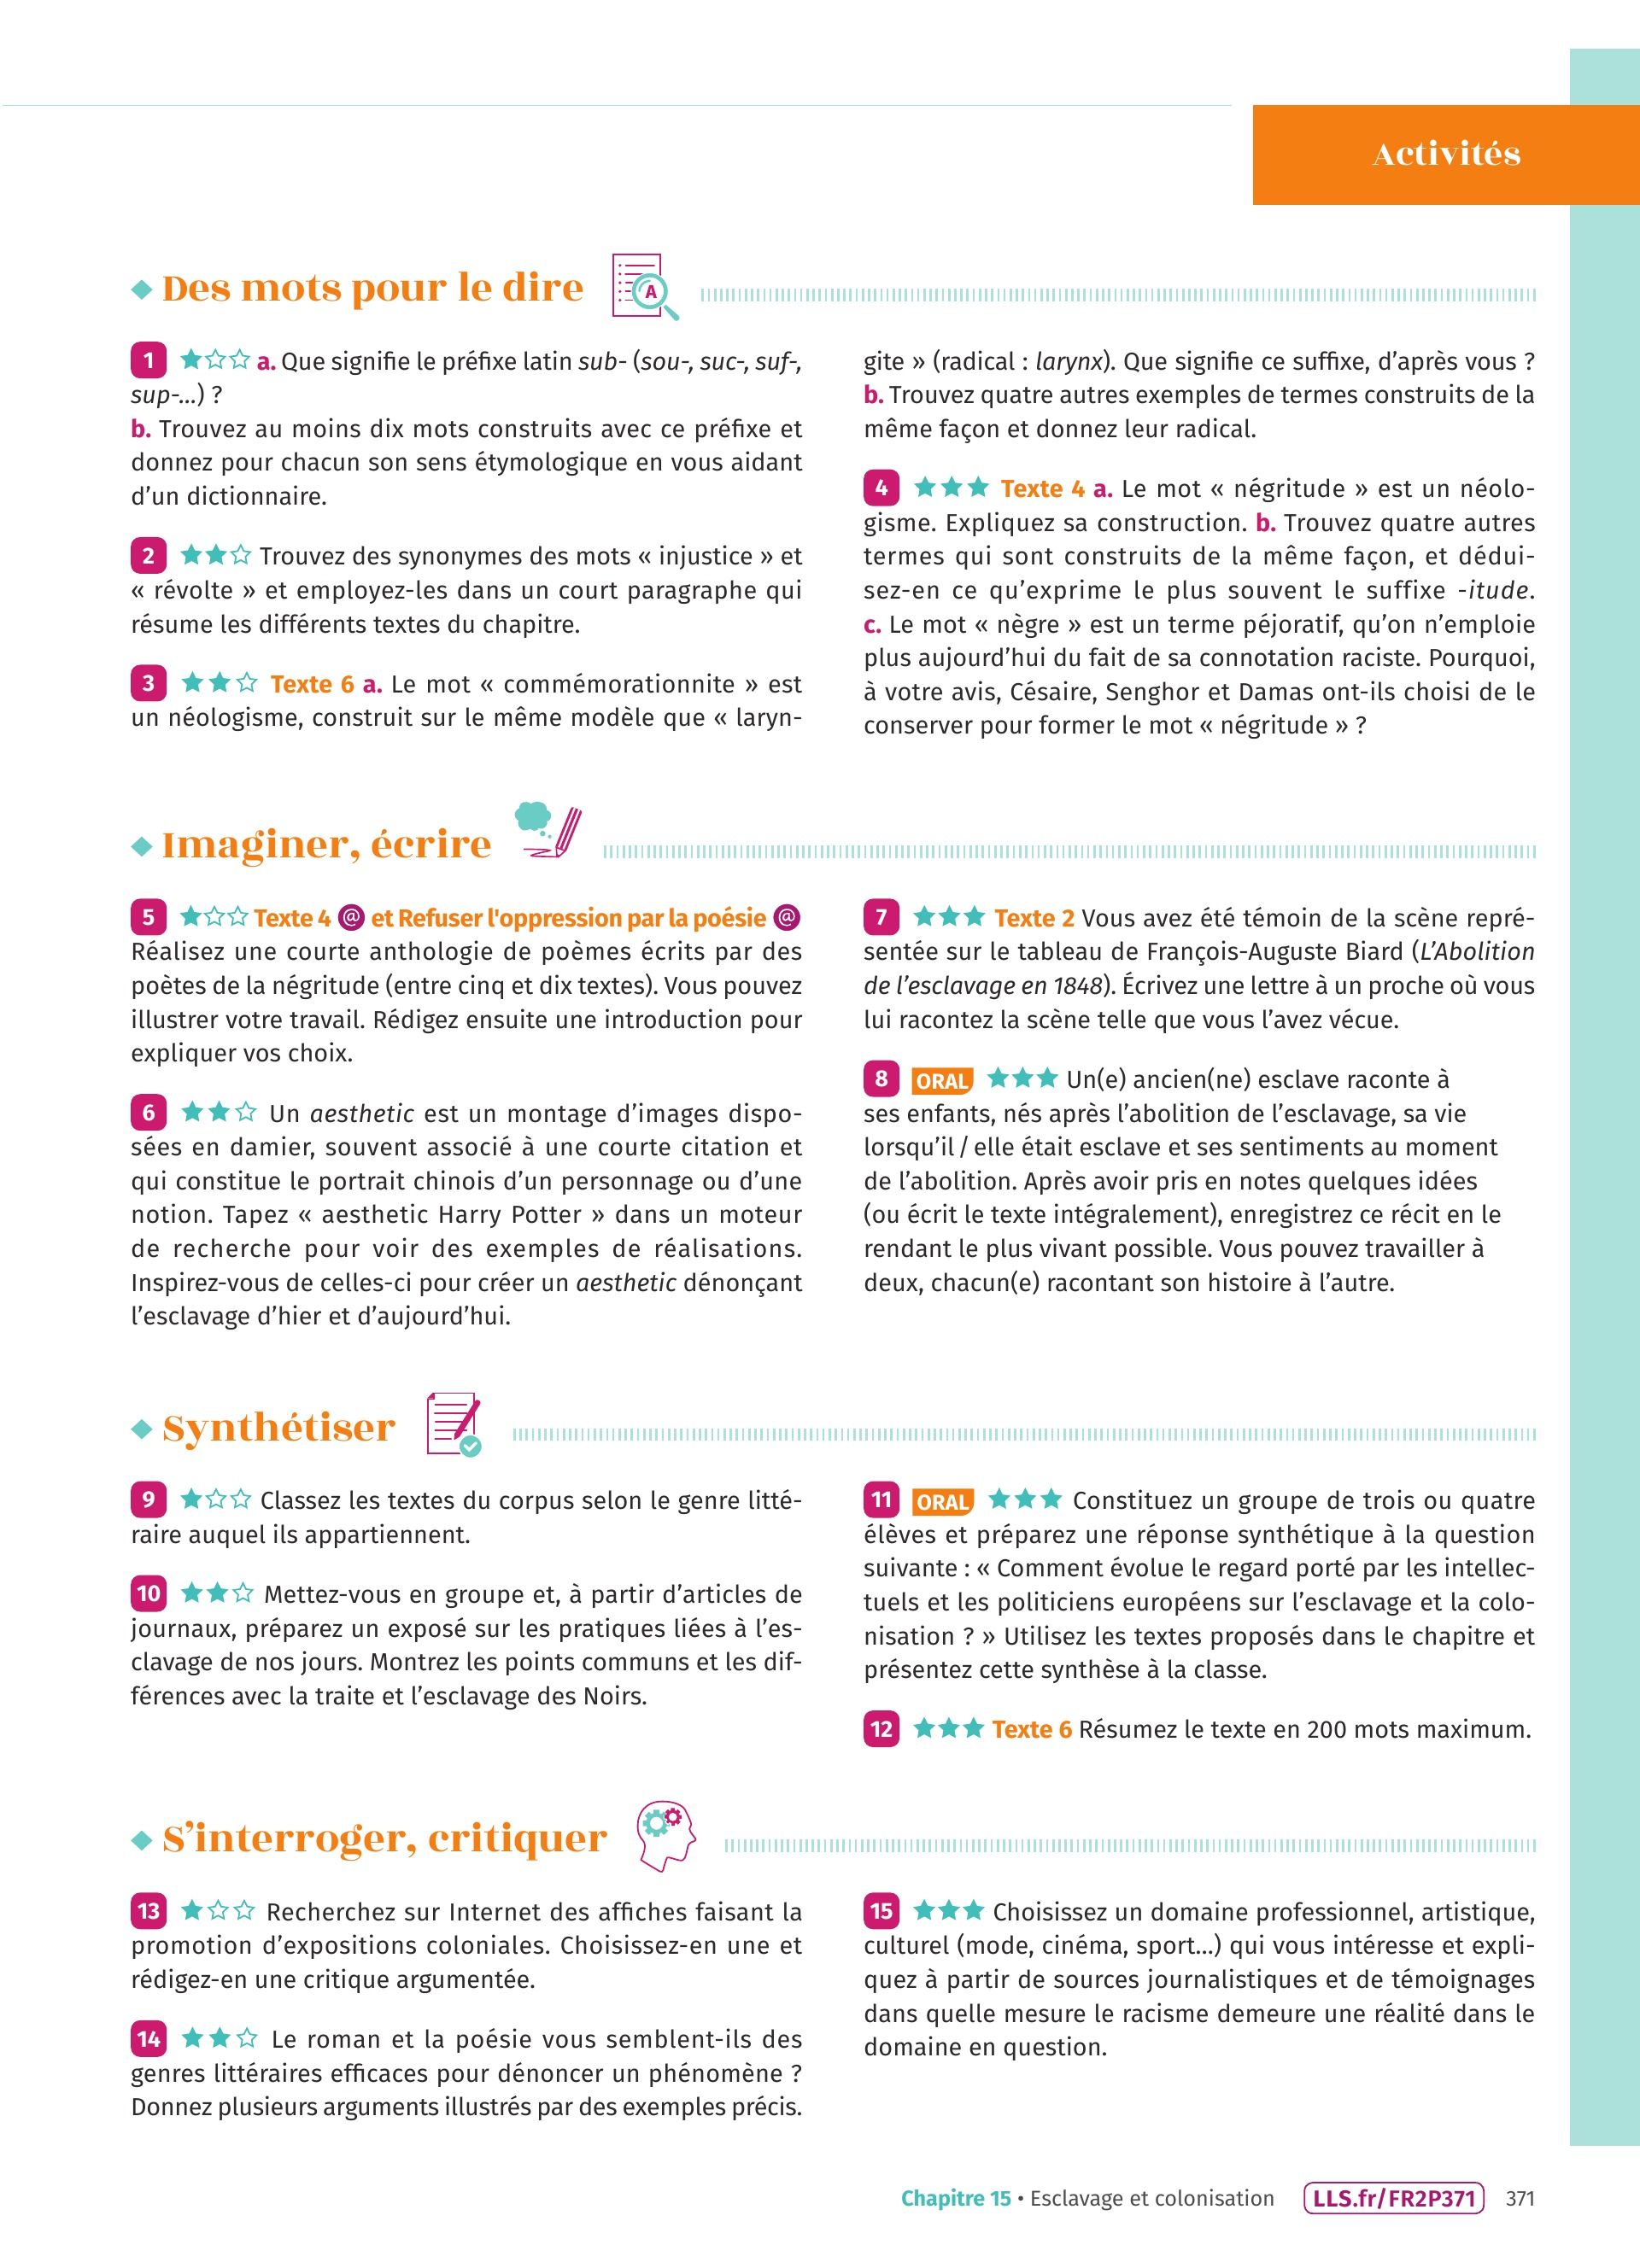 Activités
Des mots pour le dire
A
1 a. Que signifie le préfixe latin sub- (sou-, suc-, suf-,
sup-...) ?
b. Trouvez au moins dix mots construits avec ce préfixe et
donnez pour chacun son sens étymologique en vous aidant
d’un dictionnaire.
2 Trouvez des synonymes des mots « injustice » et
« révolte » et employez-les dans un court paragraphe qui
résume les différents textes du chapitre.
3 Texte 6 a. Le mot « commémorationnite » est
un néologisme, construit sur le même modèle que « laryn-
gite » (radical : larynx). Que signifie ce suffixe, d’après vous ?
b. Trouvez quatre autres exemples de termes construits de la
même façon et donnez leur radical.
4 Texte 4 a. Le mot « négritude » est un néolo-
gisme. Expliquez sa construction. b. Trouvez quatre autres
termes qui sont construits de la même façon, et dédui-
sez-en ce qu’exprime le plus souvent le suffixe -itude.
c. Le mot « nègre » est un terme péjoratif, qu’on n’emploie
plus aujourd’hui du fait de sa connotation raciste. Pourquoi,
à votre avis, Césaire, Senghor et Damas ont-ils choisi de le
conserver pour former le mot « négritude » ?
Imaginer, écrire
5 Texte 4 @ et Refuser l'oppression par la poésie @
Réalisez une courte anthologie de poèmes écrits par des
poètes de la négritude (entre cinq et dix textes). Vous pouvez
illustrer votre travail. Rédigez ensuite une introduction pour
expliquer vos choix.
6 Un aesthetic est un montage d’images dispo-
sées en damier, souvent associé à une courte citation et
qui constitue le portrait chinois d’un personnage ou d’une
notion. Tapez « aesthetic Harry Potter » dans un moteur
de recherche pour voir des exemples de réalisations.
Inspirez-vous de celles-ci pour créer un aesthetic dénonçant
l’esclavage d’hier et d’aujourd’hui.
7 Texte 2 Vous avez été témoin de la scène repré-
sentée sur le tableau de François-Auguste Biard (L’Abolition
de l’esclavage en 1848). Écrivez une lettre à un proche où vous
lui racontez la scène telle que vous l’avez vécue.
8 ORAL Un(e) ancien(ne) esclave raconte à
ses enfants, nés après l’abolition de l’esclavage, sa vie
lorsqu’il / elle était esclave et ses sentiments au moment
de l’abolition. Après avoir pris en notes quelques idées
(ou écrit le texte intégralement), enregistrez ce récit en le
rendant le plus vivant possible. Vous pouvez travailler à
deux, chacun(e) racontant son histoire à l’autre.
Synthétiser
9 Classez les textes du corpus selon le genre litté-
raire auquel ils appartiennent.
10 Mettez-vous en groupe et, à partir d’articles de
journaux, préparez un exposé sur les pratiques liées à l’es-
clavage de nos jours. Montrez les points communs et les dif-
férences avec la traite et l’esclavage des Noirs.
11 ORAL Constituez un groupe de trois ou quatre
élèves et préparez une réponse synthétique à la question
suivante : « Comment évolue le regard porté par les intellec-
tuels et les politiciens européens sur l’esclavage et la colo-
nisation ? » Utilisez les textes proposés dans le chapitre et
présentez cette synthèse à la classe.
12 Texte 6 Résumez le texte en 200 mots maximum.
S’interroger, critiquer
13 Recherchez sur Internet des affiches faisant la
promotion d’expositions coloniales. Choisissez-en une et
rédigez-en une critique argumentée.
14 Le roman et la poésie vous semblent-ils des
genres littéraires efficaces pour dénoncer un phénomène ?
Donnez plusieurs arguments illustrés par des exemples précis.
15 Choisissez un domaine professionnel, artistique,
culturel (mode, cinéma, sport...) qui vous intéresse et expli-
quez à partir de sources journalistiques et de témoignages
dans quelle mesure le racisme demeure une réalité dans le
domaine en question.
Chapitre 15 • Esclavage et colonisation LLS.fr/FR2P371 371